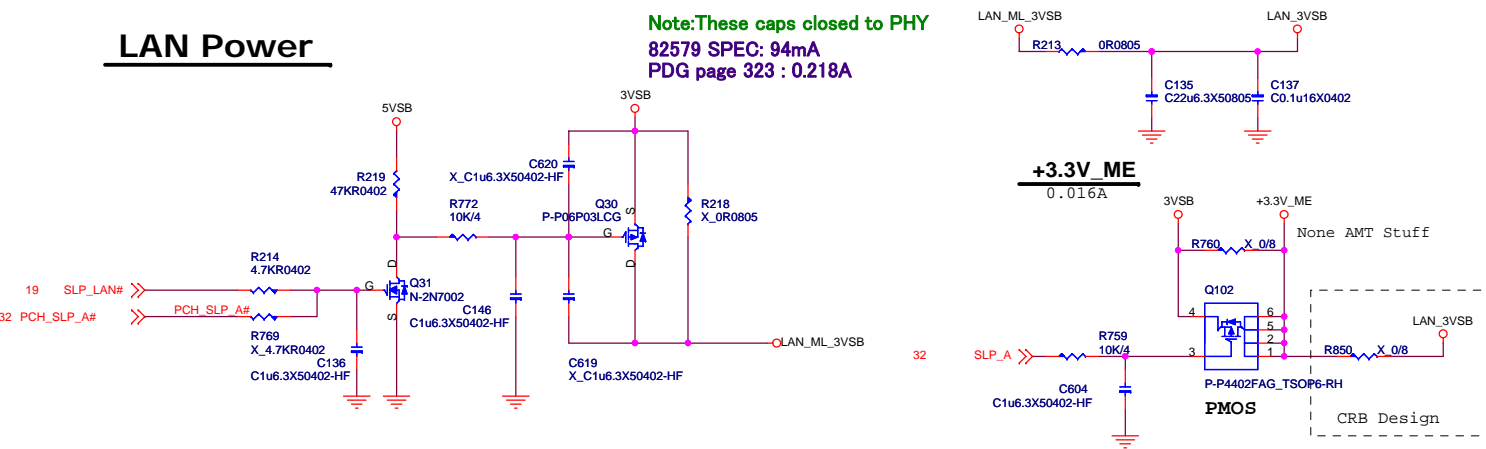 LAN Power
Note:These caps closed to PHY
82579 SPEC: 94mA
PDG page 323 : 0.218A
LAN_ML_3VSB
LAN_3VSB
R213
0R0805
C135
C22u6.3X50805
C137
C0.1u16X0402
5VSB
3VSB
R219
47KR0402
C620
X_C1u6.3X50402-HF
R772
10K/4
Q30
P-P06P03LCG
S
G
D
R218
X_0R0805
R214
4.7KR0402
19 SLP_LAN#
32 PCH_SLP_A#
PCH_SLP_A#
R769
X_4.7KR0402
D
G
S
Q31
N-2N7002
C136
C1u6.3X50402-HF
C146
C1u6.3X50402-HF
C619
X_C1u6.3X50402-HF
LAN_ML_3VSB
+3.3V_ME
0.016A
3VSB
+3.3V_ME
None AMT Stuff
R760
X_0/8
Q102
4
3
6
5
2
1
P-P4402FAG_TSOP6-RH
PMOS
32 SLP_A
R759
10K/4
C604
C1u6.3X50402-HF
LAN_3VSB
R850
X_0/8
CRB Design